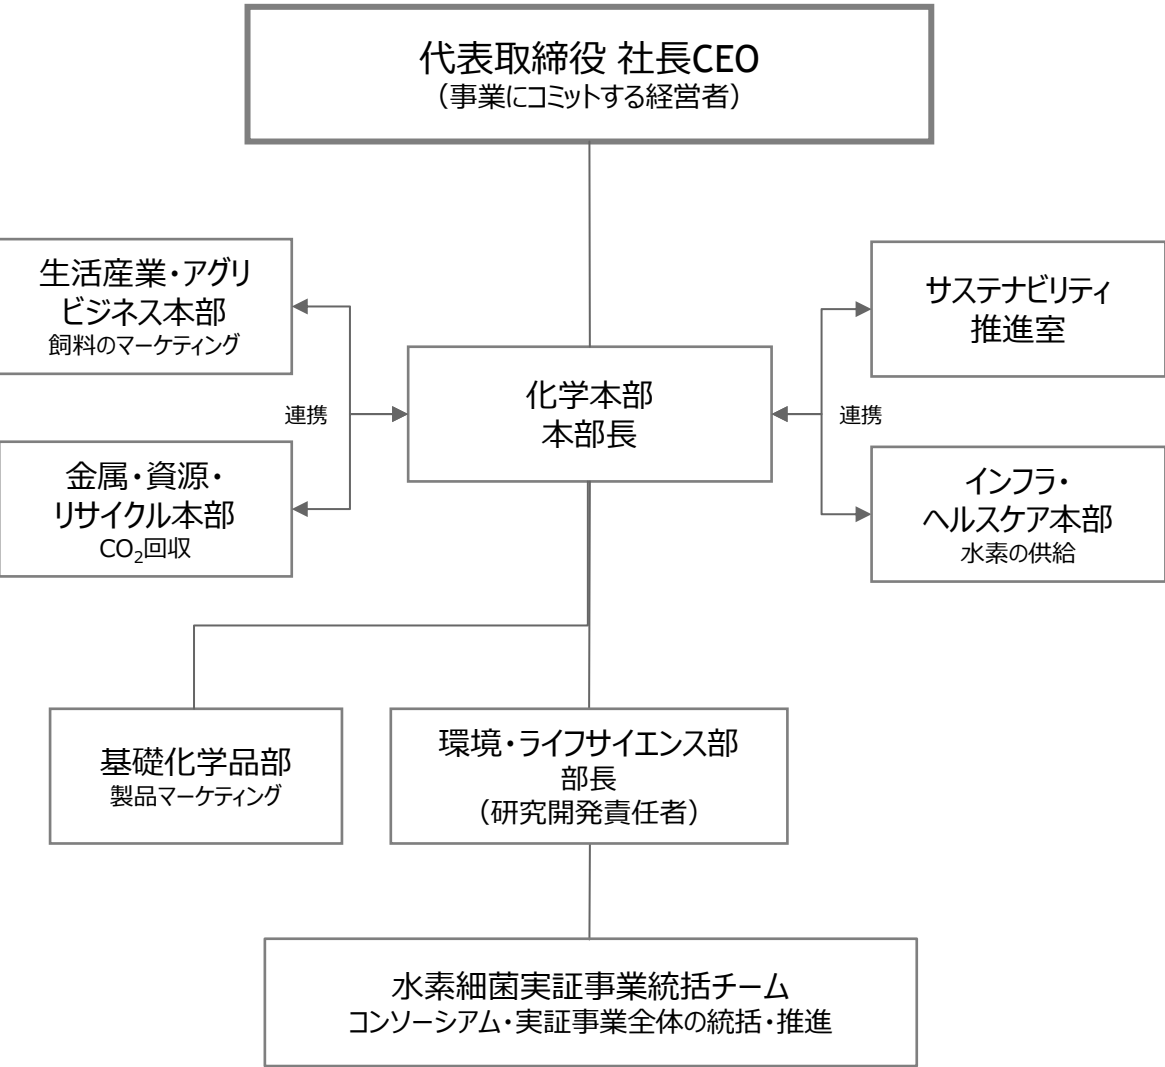 代表取締役 社長CEO
（事業にコミットする経営者）
生活産業・アグリ
ビジネス本部
飼料のマーケティング
サステナビリティ
推進室
化学本部
本部長
連携
連携
金属・資源・
リサイクル本部
CO₂回収
インフラ・
ヘルスケア本部
水素の供給
基礎化学品部
製品マーケティング
環境・ライフサイエンス部
部長
（研究開発責任者）
水素細菌実証事業統括チーム
コンソーシアム・実証事業全体の統括・推進